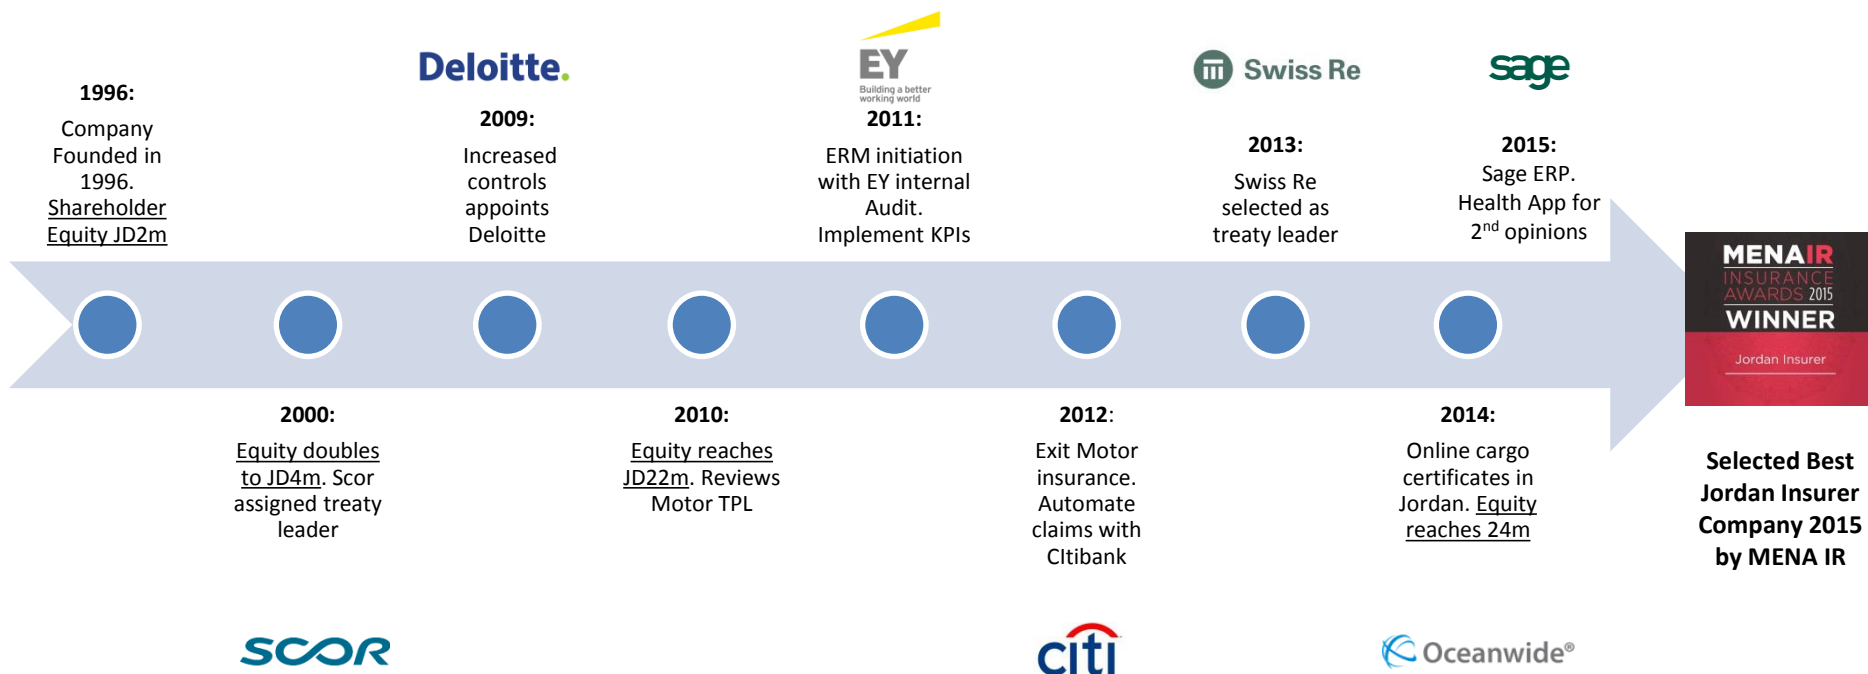 1996:
Company
Founded in
1996.
Shareholder
Equity JD2m
Deloitte.
2009:
Increased
controls
appoints
Deloitte
EY
Building a better
working world
2011:
ERM initiation
with EY internal
Audit.
Implement KPIs
Swiss Re
2013:
Swiss Re
selected as
treaty leader
sage
2015:
Sage ERP.
Health App for
2nd opinions
MENAIR
INSURANCE
AWARDS 2015
WINNER
Jordan Insurer
Selected Best
Jordan Insurer
Company 2015
by MENA IR
2000:
Equity doubles
to JD4m. Scor
assigned treaty
leader
SCOR
2010:
Equity reaches
JD22m. Reviews
Motor TPL
2012:
Exit Motor
insurance.
Automate
claims with
CItibank
citi
2014:
Online cargo
certificates in
Jordan. Equity
reaches 24m
Oceanwide®